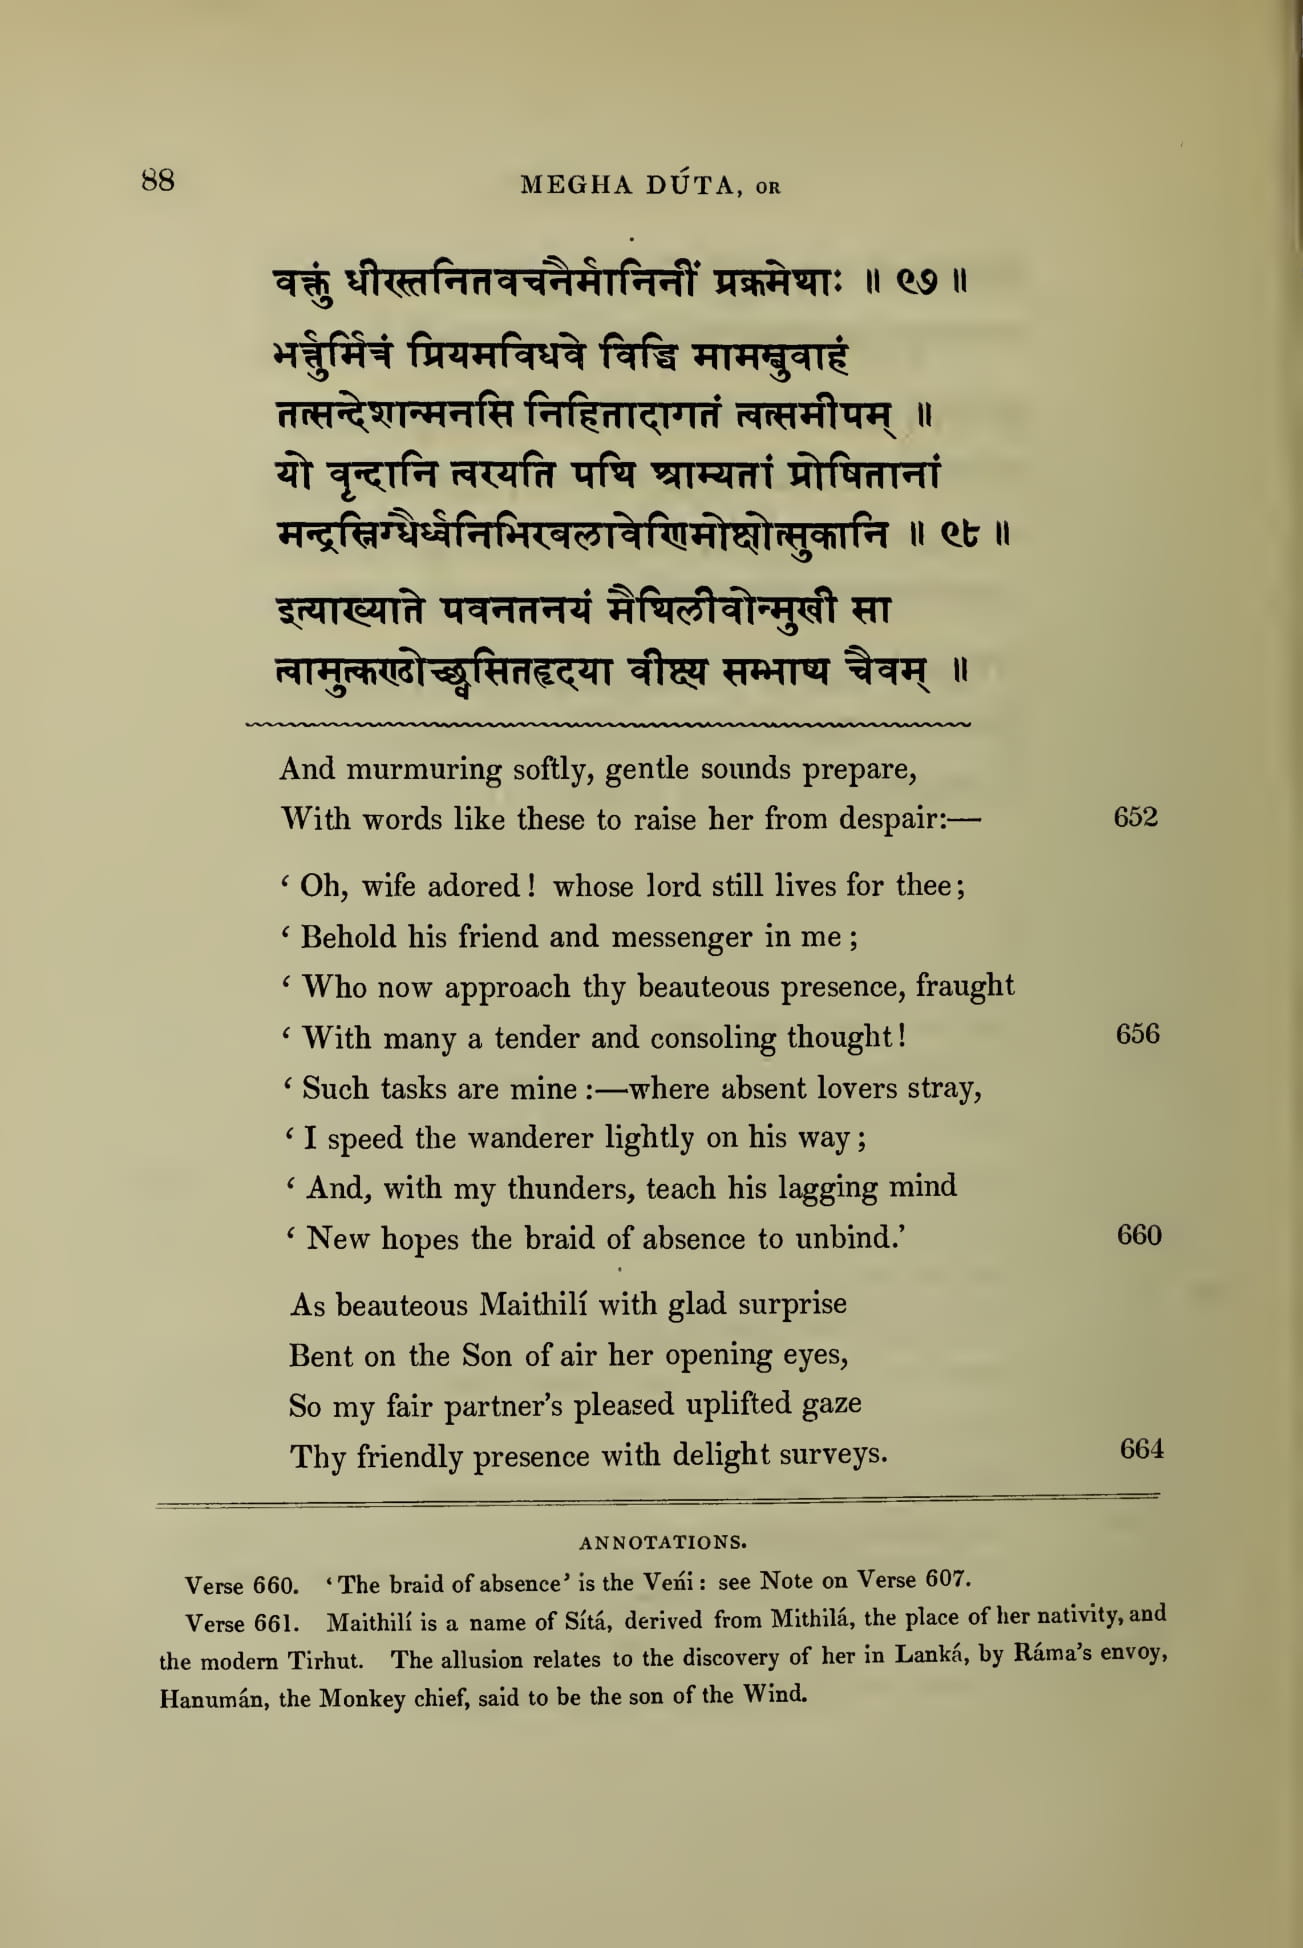 88
MEGHA DÚTA, OR
वक्तुं धीरस्तनितवचनैर्मानिनीं प्रक्रमेथाः ॥ ९७ ॥
भर्त्तुर्मित्रं प्रियमविधवे विद्धि मामम्बुवाहं
तत्सन्देशान्मनसि निहितादागतं त्वत्समीपम् ॥
यो वृन्दानि त्वरयति पथि श्राम्यतां प्रोषितानां
मन्द्रस्निग्धैर्ध्वनिभिरबलावेणिमोक्षोत्सुकानि ॥ ९८ ॥
इत्याख्याते पवनतनयं मैथिलीवोन्मुखी सा
त्वामुत्कण्ठोच्छ्वसितहृदया वीक्ष्य सम्भाष्य चैवम् ॥
And murmuring softly, gentle sounds prepare,
With words like these to raise her from despair:— 652
‘ Oh, wife adored ! whose lord still lives for thee;
‘ Behold his friend and messenger in me ;
‘ Who now approach thy beauteous presence, fraught
‘ With many a tender and consoling thought! 656
‘ Such tasks are mine :—where absent lovers stray,
‘ I speed the wanderer lightly on his way ;
‘ And, with my thunders, teach his lagging mind
‘ New hopes the braid of absence to unbind.’ 660
As beauteous Maithilí with glad surprise
Bent on the Son of air her opening eyes,
So my fair partner’s pleased uplifted gaze
Thy friendly presence with delight surveys. 664
ANNOTATIONS.
Verse 660. ‘ The braid of absence’ is the Veńi : see Note on Verse 607.
Verse 661. Maithilí is a name of Sítá, derived from Mithilá, the place of her nativity, and
the modern Tirhut. The allusion relates to the discovery of her in Lanká, by Ráma’s envoy,
Hanumán, the Monkey chief, said to be the son of the Wind.